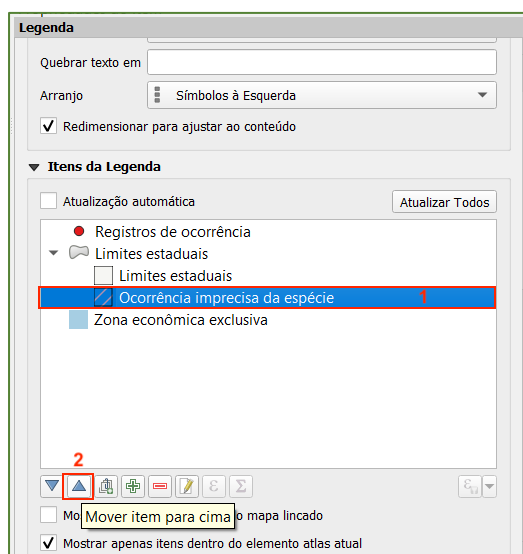 Legenda
Quebrar texto em
Arranjo Símbolos à Esquerda
Redimensionar para ajustar ao conteúdo
Itens da Legenda
Atualização automática Atualizar Todos
Registros de ocorrência
Limites estaduais
Limites estaduais
Ocorrência imprecisa da espécie 1
Zona econômica exclusiva
2
ε Σ
Mover item para cima mapa lincado
Mostrar apenas itens dentro do elemento atlas atual